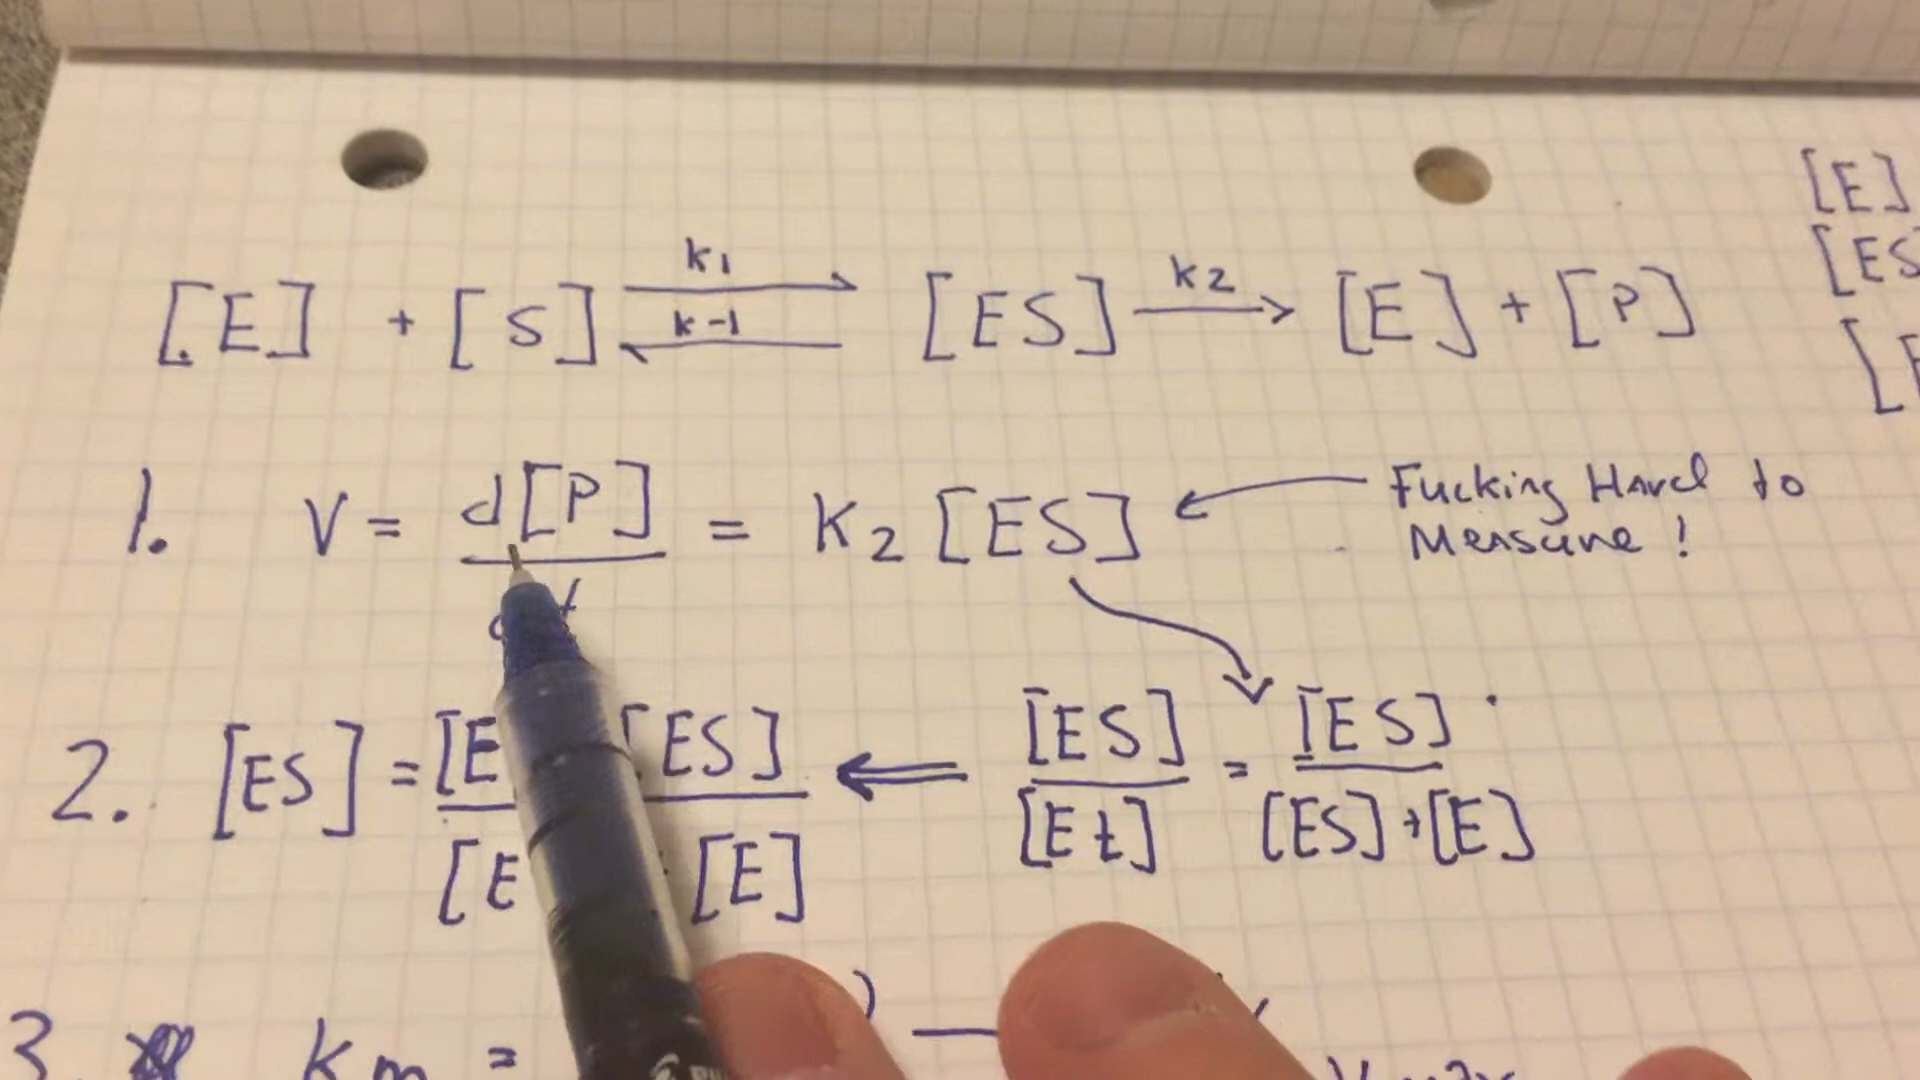 [E] + [S] k1 k-1 [ES] k2 [E] + [P]
[E]
[ES
1. V = d[P] = K2 [ES] Fucking Hard to
Measure !
2. [ES] = [E [ES] [ES] = [ES]
[E [E] [Et] [ES] + [E]
3. Km =